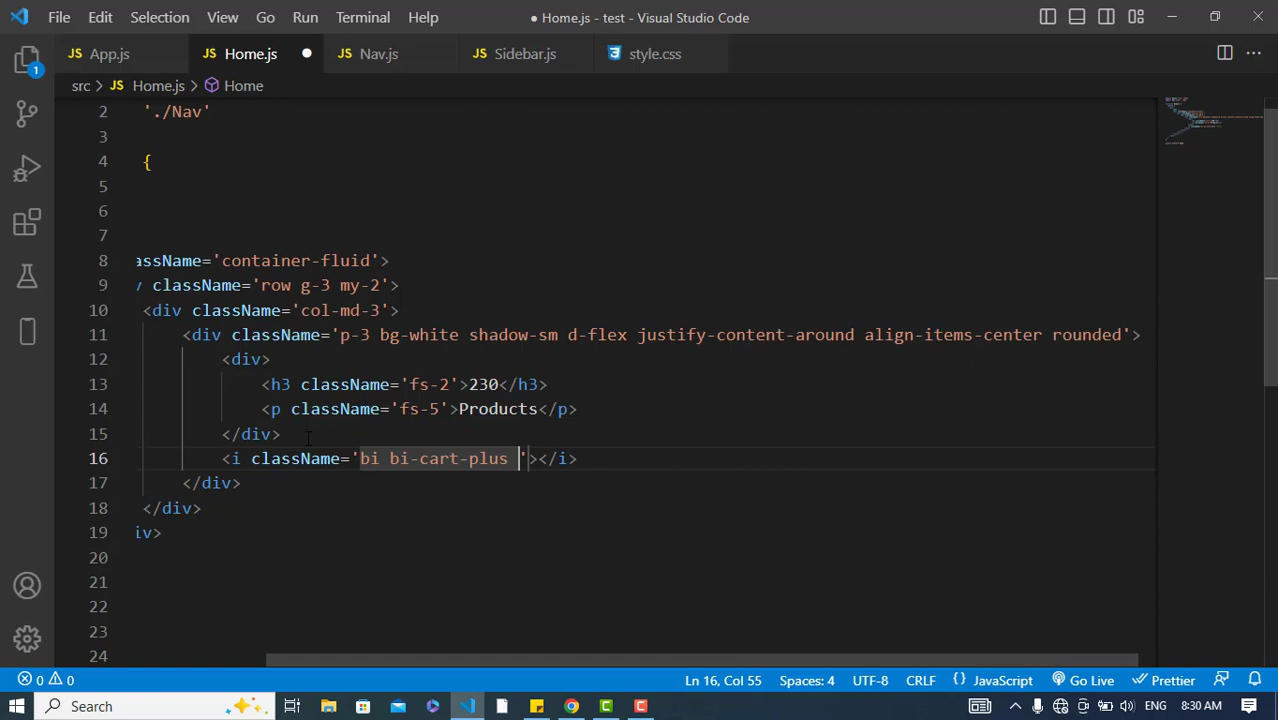 File Edit Selection View Go Run Terminal Help ● Home.js - test - Visual Studio Code
JS App.js JS Home.js JS Nav.js JS Sidebar.js style.css
src > JS Home.js > Home
1
2 './Nav'
3
4 {
5
6
7
8 assName='container-fluid'>
9 className='row g-3 my-2'>
10 <div className='col-md-3'>
11 <div className='p-3 bg-white shadow-sm d-flex justify-content-around align-items-center rounded'>
12 <div>
13 <h3 className='fs-2'>230</h3>
14 <p className='fs-5'>Products</p>
15 </div>
16 <i className='bi bi-cart-plus '></i>
17 </div>
18 </div>
19 iv>
20
21
22
23
24
0 0 Ln 16, Col 55 Spaces: 4 UTF-8 CRLF JavaScript Go Live Prettier
Search ENG 8:30 AM